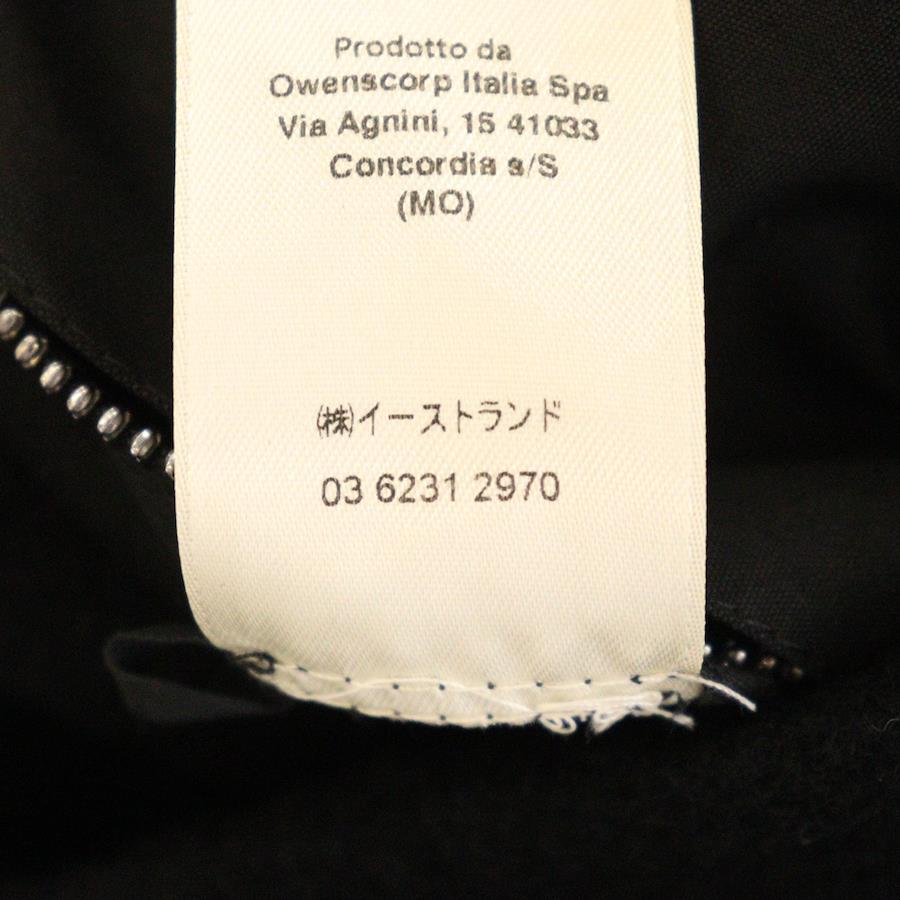 Prodotto da
Owenscorp Italia Spa
Via Agnini, 15 41033
Concordia s/S
(MO)
㈱イーストランド
03 6231 2970